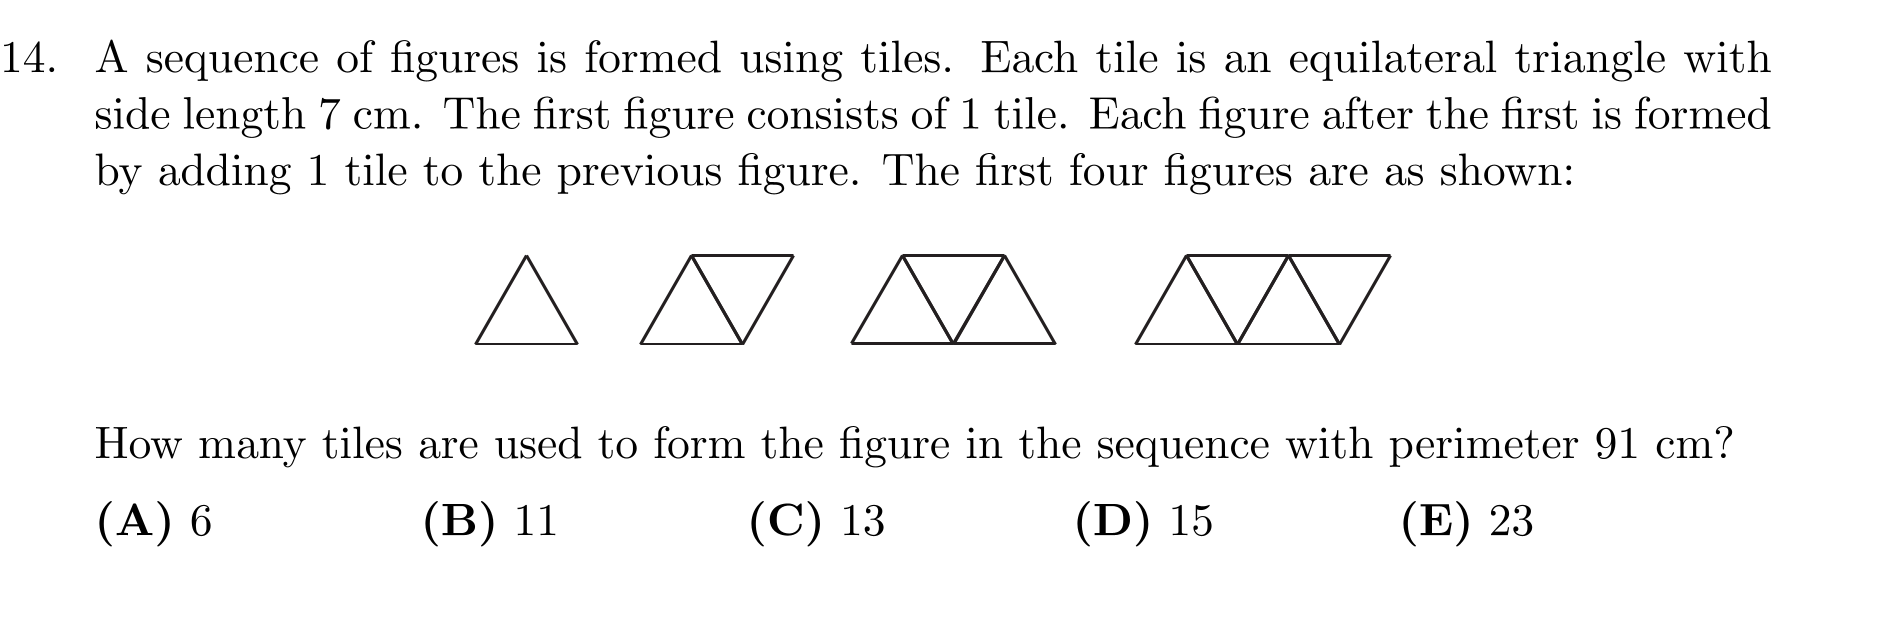 14. A sequence of figures is formed using tiles. Each tile is an equilateral triangle with
side length 7 cm. The first figure consists of 1 tile. Each figure after the first is formed
by adding 1 tile to the previous figure. The first four figures are as shown:
How many tiles are used to form the figure in the sequence with perimeter 91 cm?
(A) 6 (B) 11 (C) 13 (D) 15 (E) 23